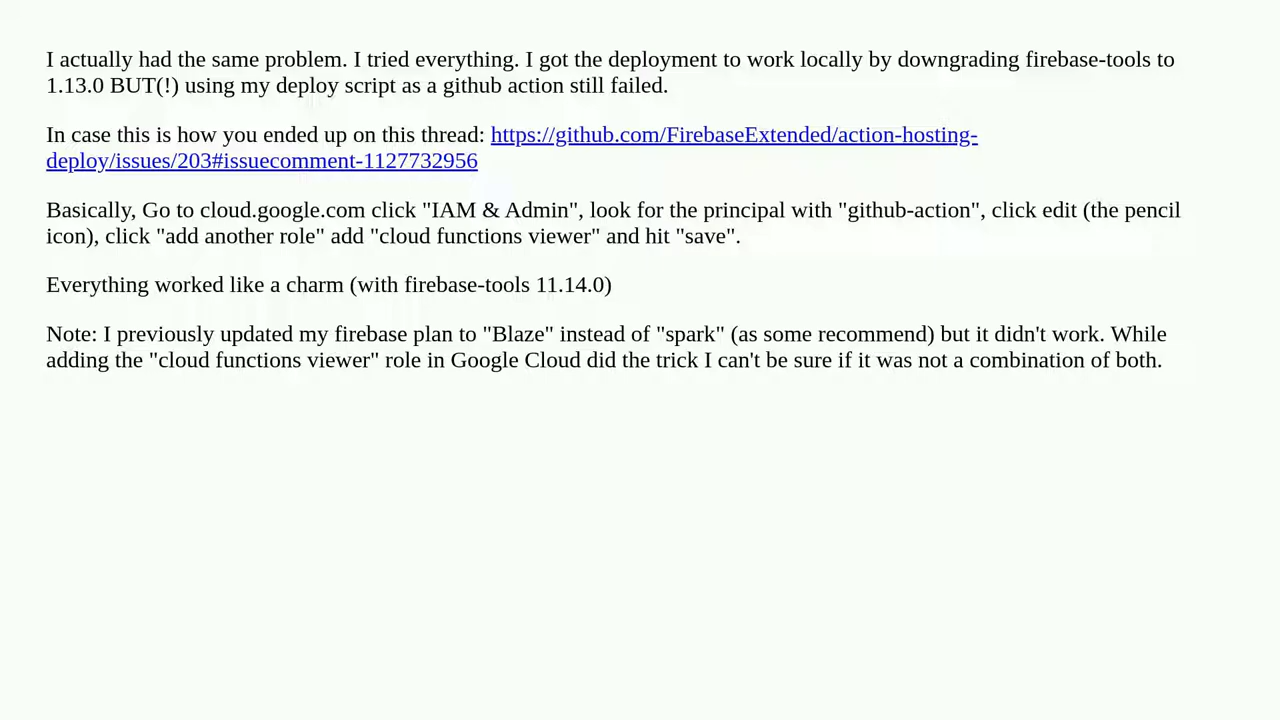 I actually had the same problem. I tried everything. I got the deployment to work locally by downgrading firebase-tools to
1.13.0 BUT(!) using my deploy script as a github action still failed.
In case this is how you ended up on this thread: https://github.com/FirebaseExtended/action-hosting-
deploy/issues/203#issuecomment-1127732956
Basically, Go to cloud.google.com click "IAM & Admin", look for the principal with "github-action", click edit (the pencil
icon), click "add another role" add "cloud functions viewer" and hit "save".
Everything worked like a charm (with firebase-tools 11.14.0)
Note: I previously updated my firebase plan to "Blaze" instead of "spark" (as some recommend) but it didn't work. While
adding the "cloud functions viewer" role in Google Cloud did the trick I can't be sure if it was not a combination of both.